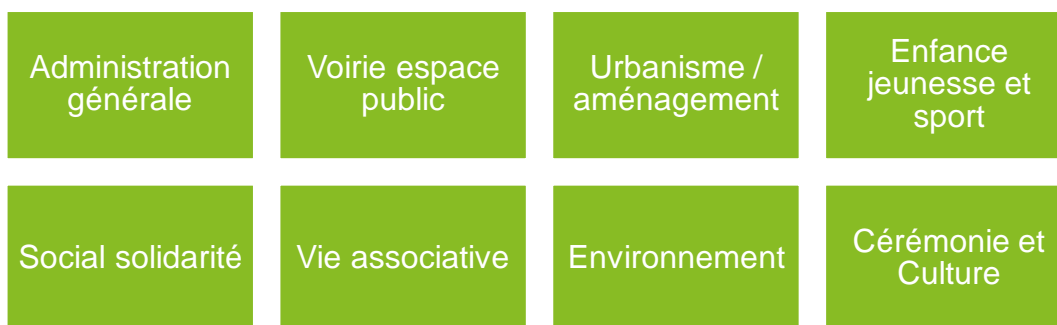 Administration
générale
Voirie espace
public
Urbanisme /
aménagement
Enfance
jeunesse et
sport
Social solidarité
Vie associative
Environnement
Cérémonie et
Culture